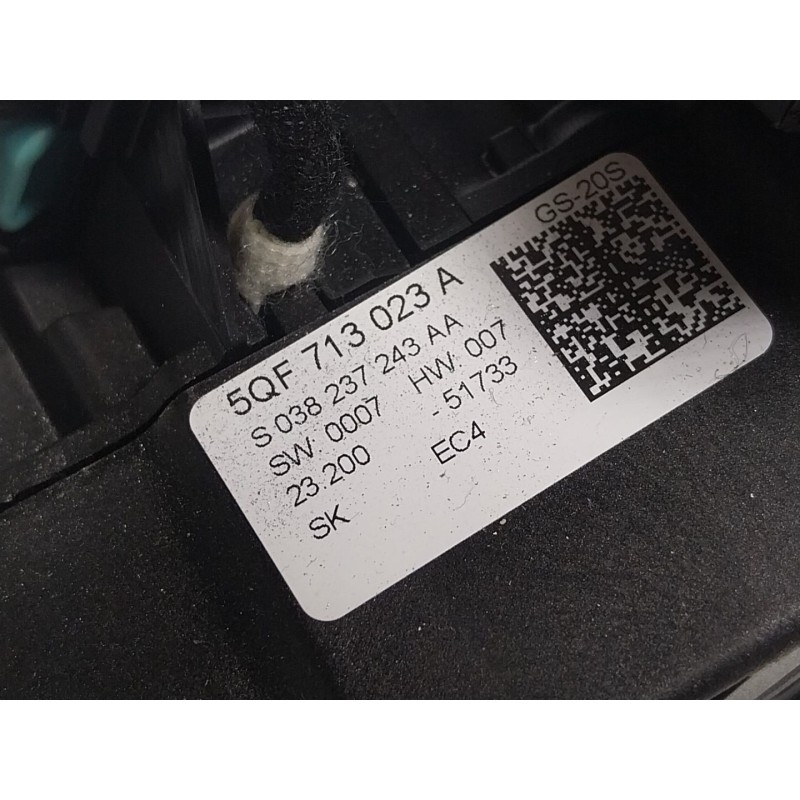 GS-20S
5QF 713 023 A
S 038 237 243 AA
SW: 0007 HW: 007
23.200 - 51733
SK EC4